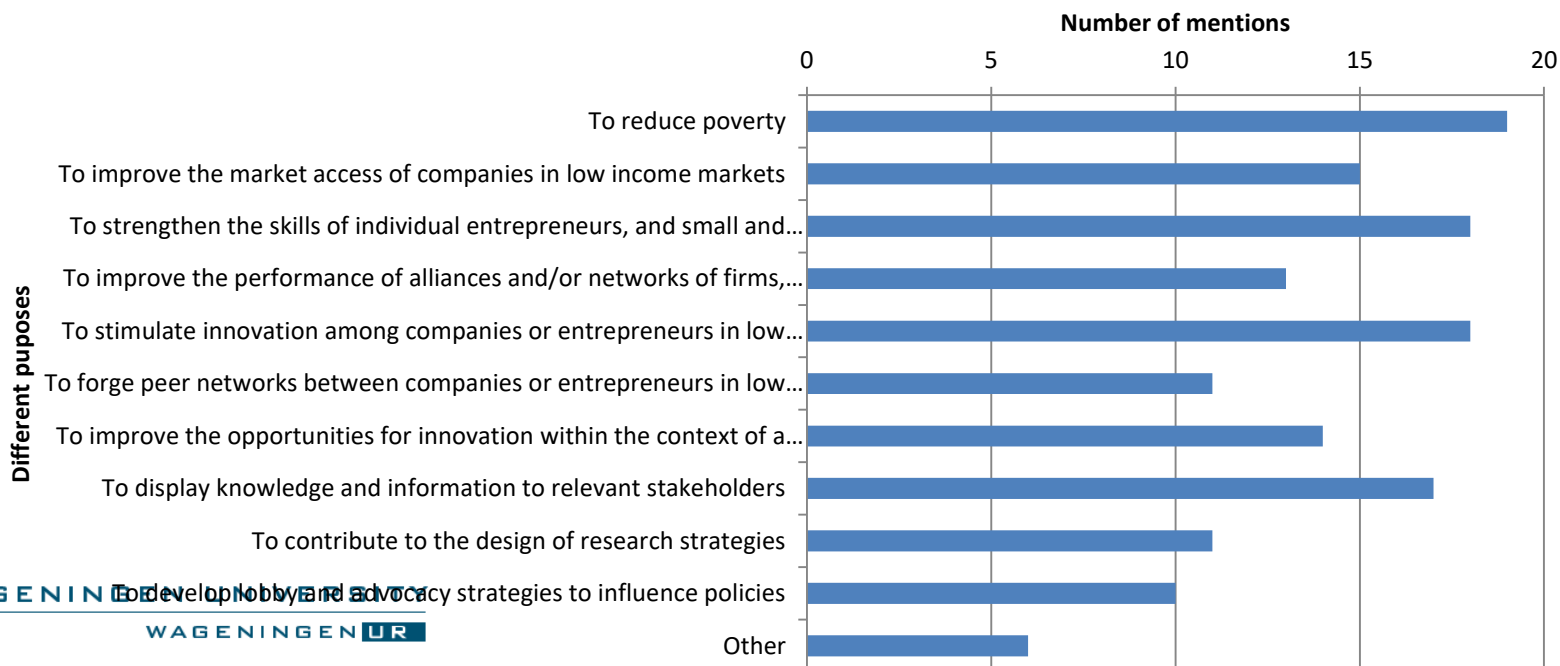 Number of mentions
0 5 10 15 20
Different puposes
To reduce poverty
To improve the market access of companies in low income markets
To strengthen the skills of individual entrepreneurs, and small and...
To improve the performance of alliances and/or networks of firms,...
To stimulate innovation among companies or entrepreneurs in low...
To forge peer networks between companies or entrepreneurs in low...
To improve the opportunities for innovation within the context of a...
To display knowledge and information to relevant stakeholders
To contribute to the design of research strategies
To develop lobby and advocacy strategies to influence policies
WAGENINGEN UR
Other